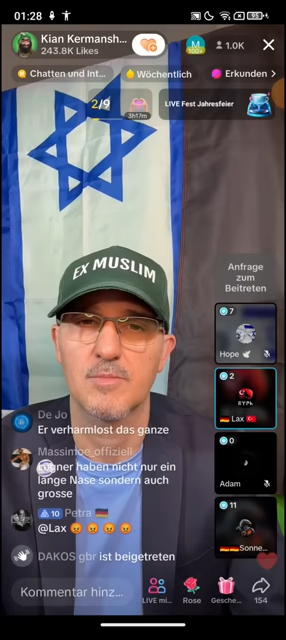 01:28
95
Kian Kermansh...
243.8K Likes
M
100+
1.0K
Chatten und Int...
Wöchentlich
Erkunden >
2/9
3h17m
LIVE Fest Jahresfeier
EX MUSLIM
Anfrage
zum
Beitreten
7
Hope
2
Lax
0
Adam
11
Sonne...
De Jo
Er verharmlost das ganze
Massimoe_offiziell
haben nicht nur ein
lange Nase sondern auch
grosse
10 Petra
@Lax
DAKOS gbr ist beigetreten
Kommentar hinz...
LIVE mi...
Rose
Gesche...
154